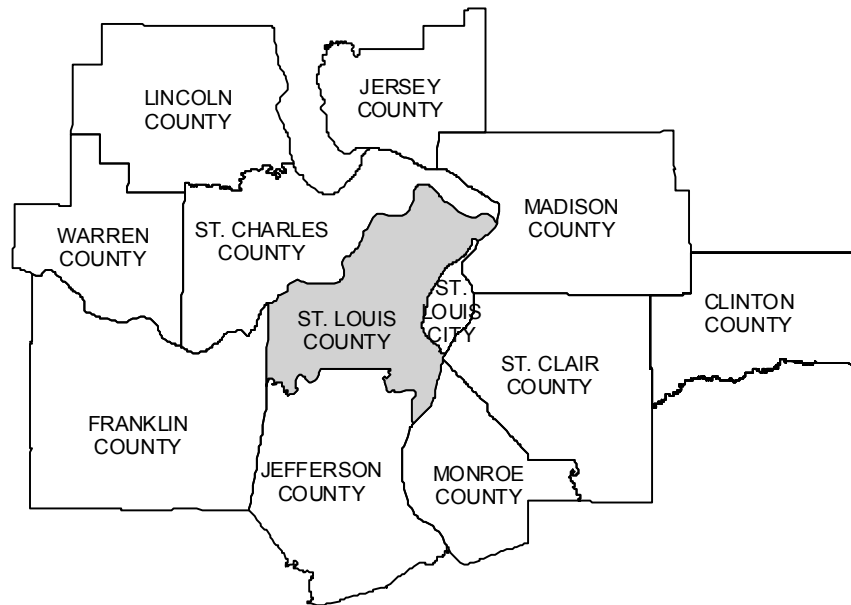 LINCOLN
COUNTY
JERSEY
COUNTY
WARREN
COUNTY
ST. CHARLES
COUNTY
MADISON
COUNTY
ST. LOUIS
COUNTY
ST.
LOUIS
CITY
CLINTON
COUNTY
ST. CLAIR
COUNTY
FRANKLIN
COUNTY
JEFFERSON
COUNTY
MONROE
COUNTY